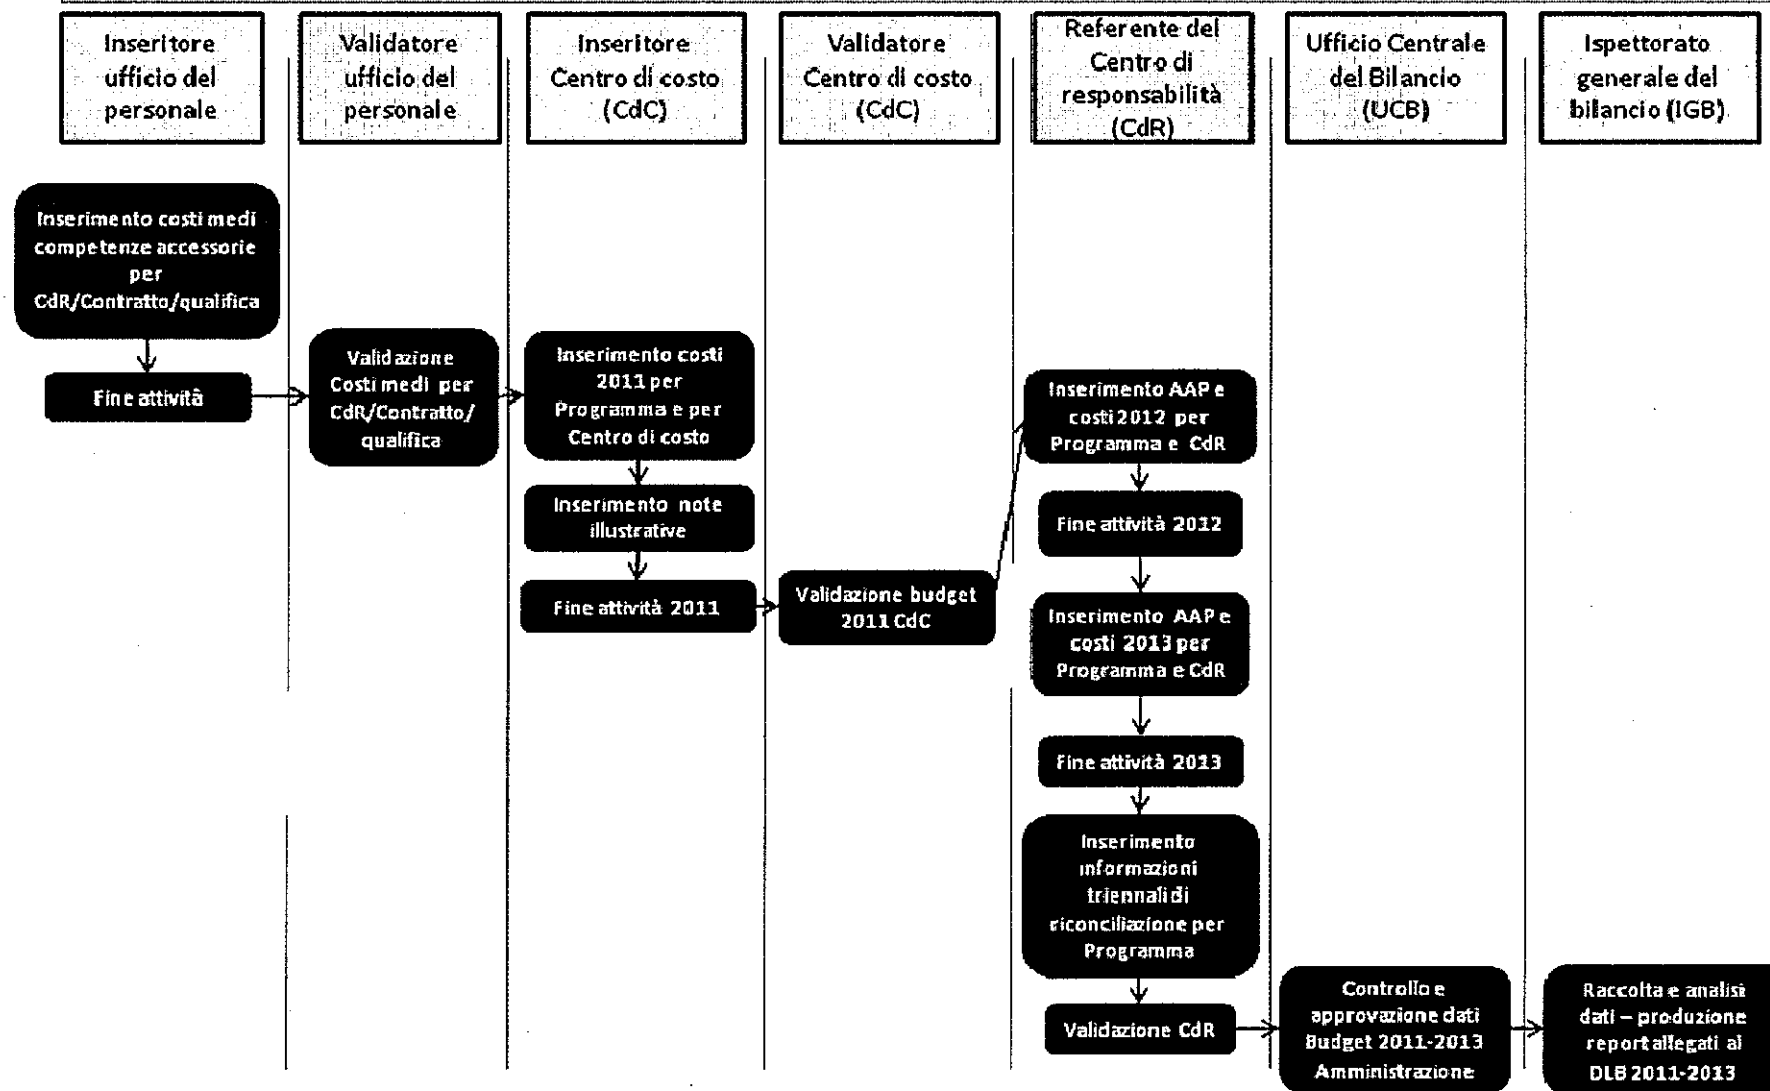 Inseritore
ufficio del
personale
Validatore
ufficio del
personale
Inseritore
Centro di costo
(CdC)
Validatore
Centro di costo
(CdC)
Referente del
Centro di
responsabilità
(CdR)
Ufficio Centrale
del Bilancio
(UCB)
Ispettorato
generale del
bilancio (IGB)
Inserimento costi medi
competenze accessorie
per
CdR/Contratto/qualifica
Fine attività
Validazione
Costi medi per
CdR/Contratto/
qualifica
Inserimento costi
2011 per
Programma e per
Centro di costo
Inserimento note
illustrative
Fine attività 2011
Validazione budget
2011 CdC
Inserimento AAP e
costi 2012 per
Programma e CdR
Fine attività 2012
Inserimento AAP e
costi 2013 per
Programma e CdR
Fine attività 2013
Inserimento
informazioni
triennali di
riconciliazione per
Programma
Validazione CdR
Controllo e
approvazione dati
Budget 2011-2013
Amministrazione
Raccolta e analisi
dati – produzione
report allegati al
DLB 2011-2013